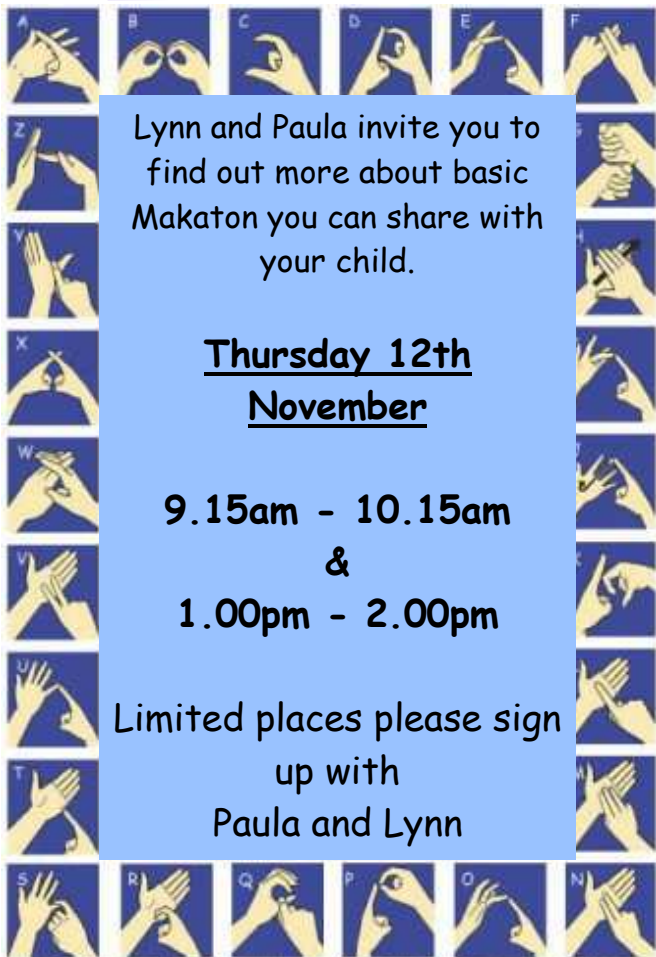 A B C D E F
Z
G
Y
H
X
W
V
K
U
T
M
S R Q P O N
Lynn and Paula invite you to
find out more about basic
Makaton you can share with
your child.
Thursday 12th
November
9.15am - 10.15am
&
1.00pm - 2.00pm
Limited places please sign
up with
Paula and Lynn